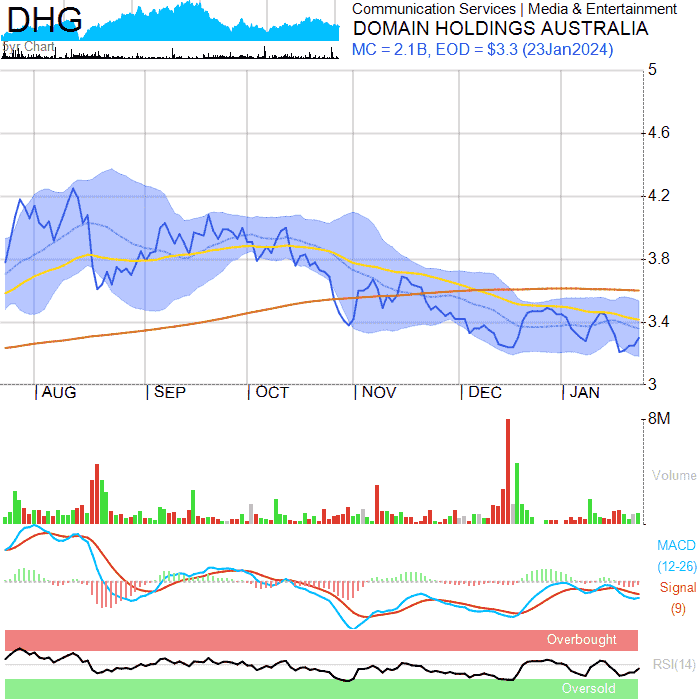 DHG
5yr Chart
Communication Services | Media & Entertainment
DOMAIN HOLDINGS AUSTRALIA
MC = 2.1B, EOD = $3.3 (23Jan2024)
5
4.6
4.2
3.8
3.4
3
AUG SEP OCT NOV DEC JAN
8M
Volume
MACD
(12-26)
Signal
(9)
Overbought
RSI(14)
Oversold